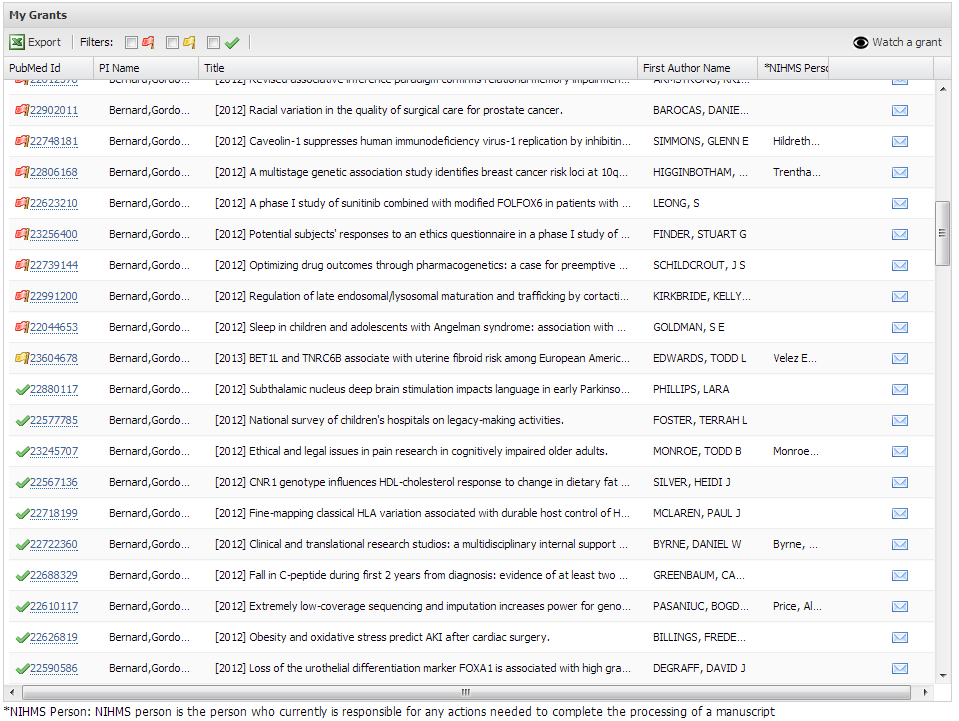 My Grants
Export Filters: Watch a grant
PubMed Id PI Name Title First Author Name *NIHMS Perso
22902011 Bernard,Gordo... [2012] Racial variation in the quality of surgical care for prostate cancer. BAROCAS, DANIE...
22748181 Bernard,Gordo... [2012] Caveolin-1 suppresses human immunodeficiency virus-1 replication by inhibitin... SIMMONS, GLENN E Hildreth...
22806168 Bernard,Gordo... [2012] A multistage genetic association study identifies breast cancer risk loci at 10q... HIGGINBOTHAM, ... Trentha...
22623210 Bernard,Gordo... [2012] A phase I study of sunitinib combined with modified FOLFOX6 in patients with ... LEONG, S
23256400 Bernard,Gordo... [2012] Potential subjects' responses to an ethics questionnaire in a phase I study of ... FINDER, STUART G
22739144 Bernard,Gordo... [2012] Optimizing drug outcomes through pharmacogenetics: a case for preemptive ... SCHILDCROUT, J S
22991200 Bernard,Gordo... [2012] Regulation of late endosomal/lysosomal maturation and trafficking by cortacti... KIRKBRIDE, KELLY...
22044653 Bernard,Gordo... [2012] Sleep in children and adolescents with Angelman syndrome: association with ... GOLDMAN, S E
23604678 Bernard,Gordo... [2013] BET1L and TNRC6B associate with uterine fibroid risk among European Americ... EDWARDS, TODD L Velez E...
22880117 Bernard,Gordo... [2012] Subthalamic nucleus deep brain stimulation impacts language in early Parkinso... PHILLIPS, LARA
22577785 Bernard,Gordo... [2012] National survey of children's hospitals on legacy-making activities. FOSTER, TERRAH L
23245707 Bernard,Gordo... [2012] Ethical and legal issues in pain research in cognitively impaired older adults. MONROE, TODD B Monroe...
22567136 Bernard,Gordo... [2012] CNR1 genotype influences HDL-cholesterol response to change in dietary fat ... SILVER, HEIDI J
22718199 Bernard,Gordo... [2012] Fine-mapping classical HLA variation associated with durable host control of H... MCLAREN, PAUL J
22722360 Bernard,Gordo... [2012] Clinical and translational research studios: a multidisciplinary internal support ... BYRNE, DANIEL W Byrne, ...
22688329 Bernard,Gordo... [2012] Fall in C-peptide during first 2 years from diagnosis: evidence of at least two ... GREENBAUM, CA...
22610117 Bernard,Gordo... [2012] Extremely low-coverage sequencing and imputation increases power for geno... PASANIUC, BOGD... Price, Al...
22626819 Bernard,Gordo... [2012] Obesity and oxidative stress predict AKI after cardiac surgery. BILLINGS, FREDE...
22590586 Bernard,Gordo... [2012] Loss of the urothelial differentiation marker FOXA1 is associated with high gra... DEGRAFF, DAVID J
*NIHMS Person: NIHMS person is the person who currently is responsible for any actions needed to complete the processing of a manuscript